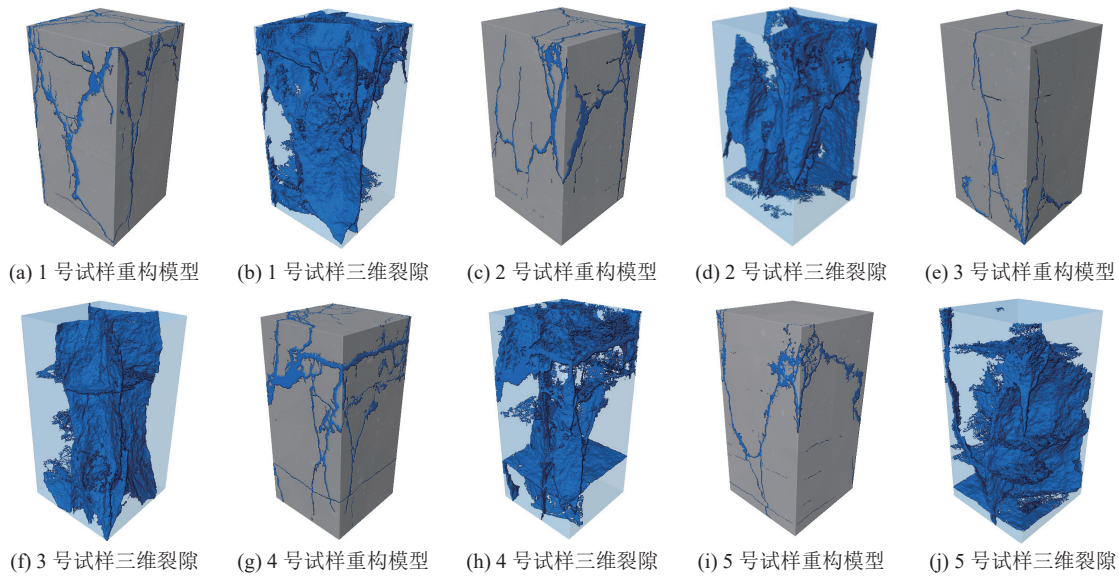 (a) 1 号试样重构模型
(b) 1 号试样三维裂隙
(c) 2 号试样重构模型
(d) 2 号试样三维裂隙
(e) 3 号试样重构模型
(f) 3 号试样三维裂隙
(g) 4 号试样重构模型
(h) 4 号试样三维裂隙
(i) 5 号试样重构模型
(j) 5 号试样三维裂隙